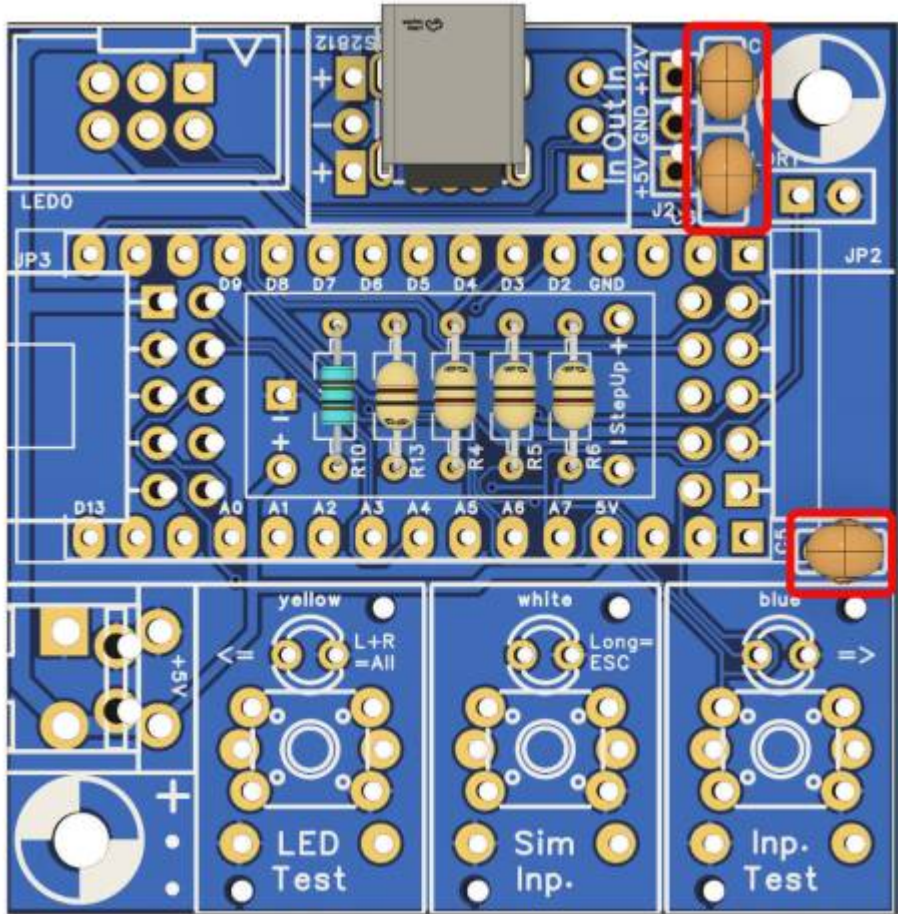 S2812
+12V
GND
+5V
In Out In
J2
LED0
JP3
JP2
D9 D8 D7 D6 D5 D4 D3 D2 GND
+
StepUp
R10 R13 R4 R5 R6
D13 A0 A1 A2 A3 A4 A5 A6 A7 5V
C5
yellow
white
blue
<=
L+R
=All
Long=
ESC
=>
+5V
LED
Test
Sim
Inp.
Inp.
Test